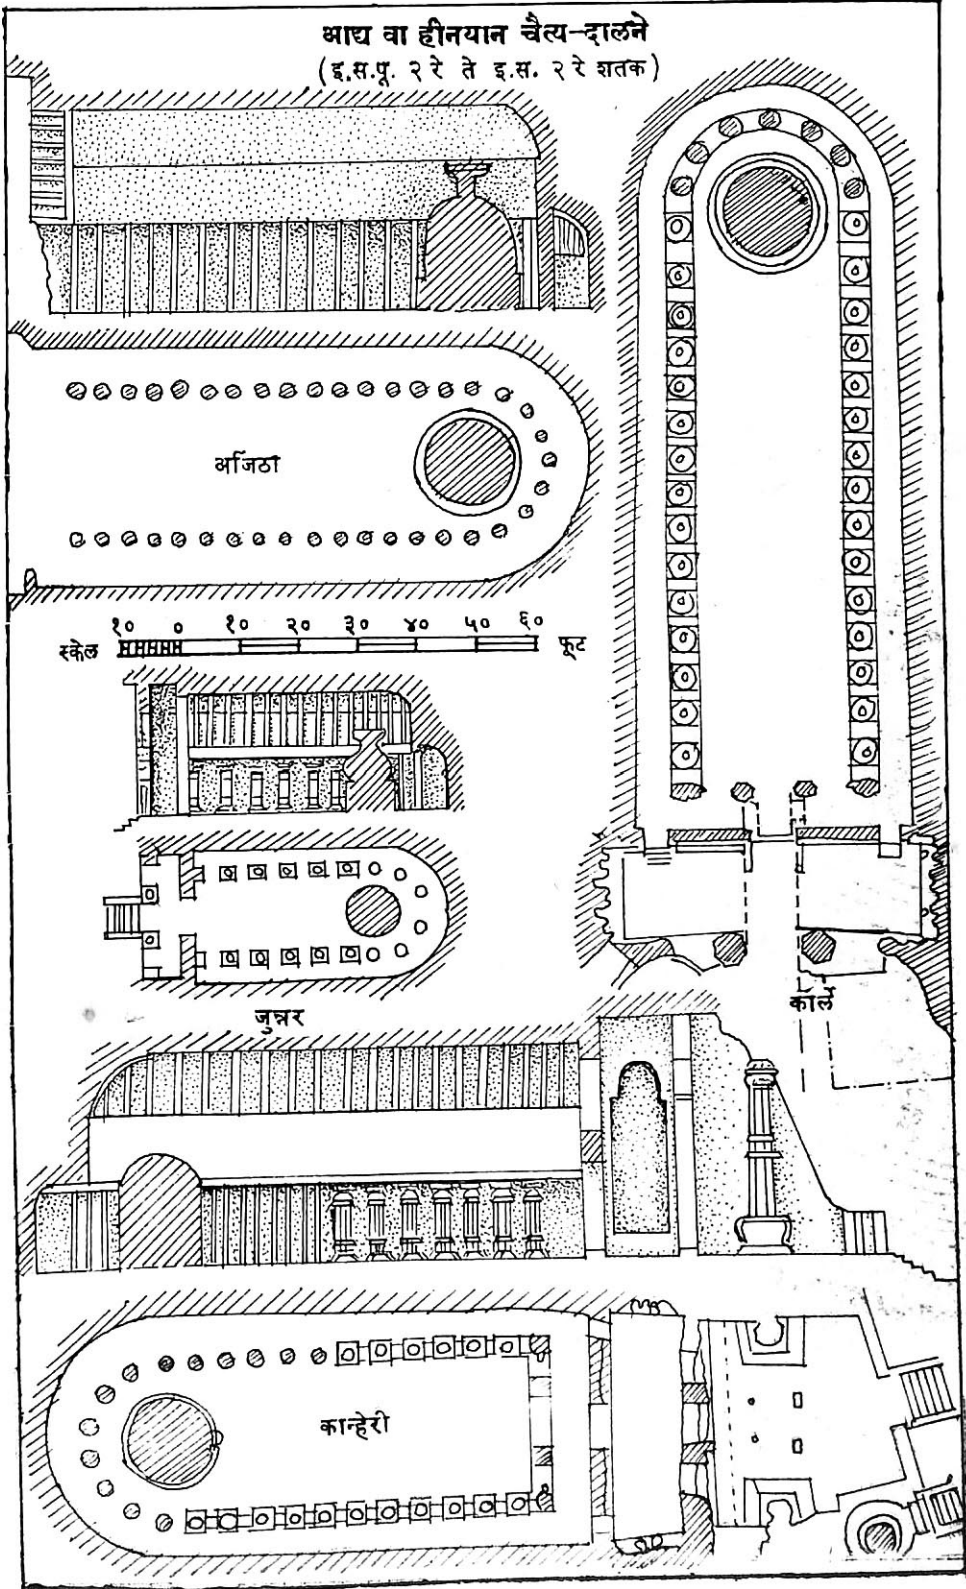 आद्य वा हीनयान चैत्य-दालने
(इ.स.पू. २ रे ते इ.स. २ रे शतक)
अजिंठा
१० ० १० २० ३० ४० ५० ६०
स्केल फूट
जुन्नर
कार्ले
कान्हेरी